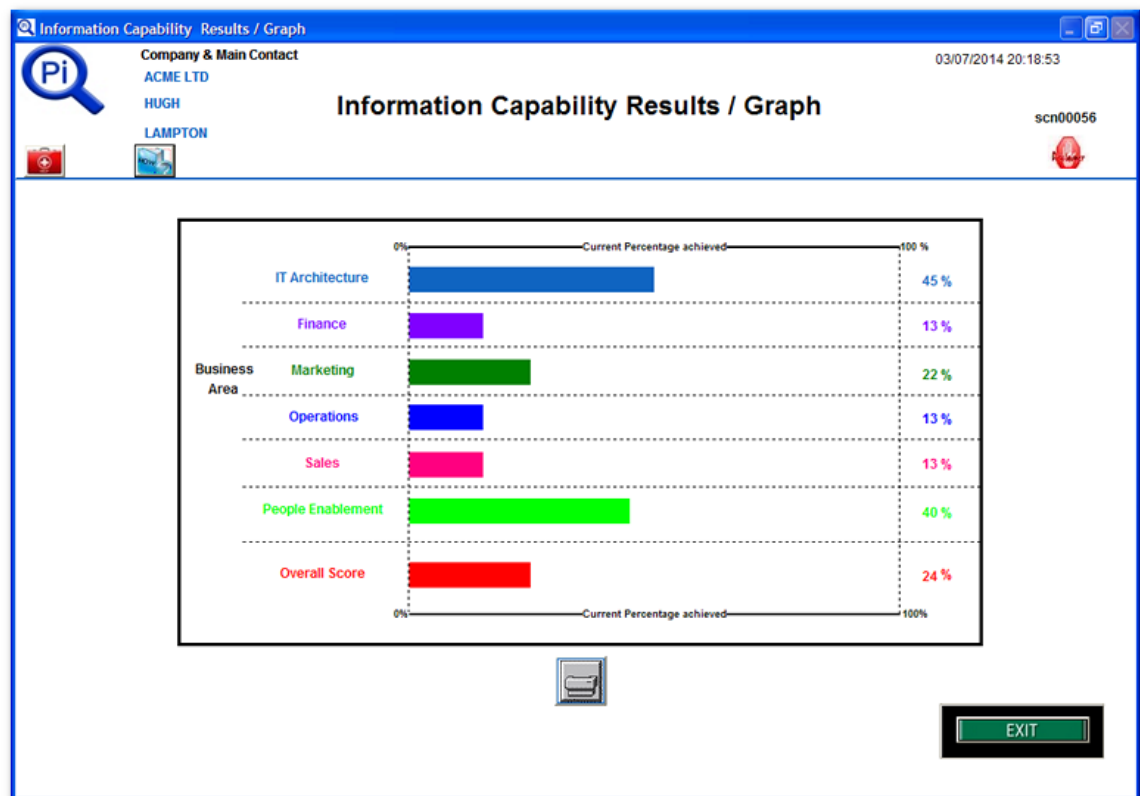 Information Capability Results / Graph
Pi
Company & Main Contact
ACME LTD
HUGH
LAMPTON
Information Capability Results / Graph
03/07/2014 20:18:53
scn00056
0% Current Percentage achieved 100 %
IT Architecture 45 %
Finance 13 %
Business Area
Marketing 22 %
Operations 13 %
Sales 13 %
People Enablement 40 %
Overall Score 24 %
0% Current Percentage achieved 100%
EXIT